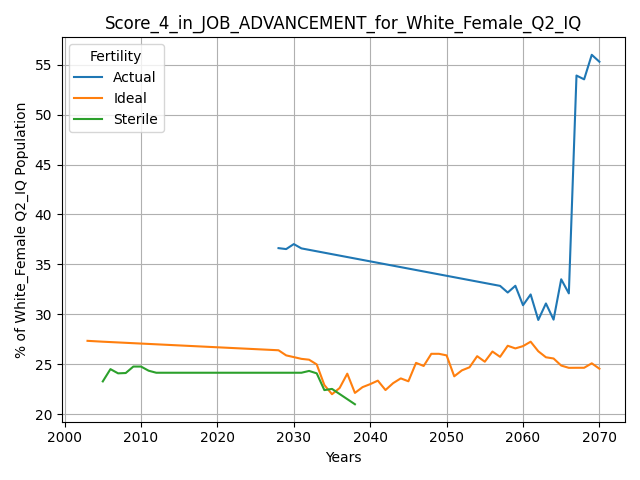 Score_4_in_JOB_ADVANCEMENT_for_White_Female_Q2_IQ
Fertility
Actual
Ideal
Sterile
% of White_Female Q2_IQ Population
55
50
45
40
35
30
25
20
2000 2010 2020 2030 2040 2050 2060 2070
Years